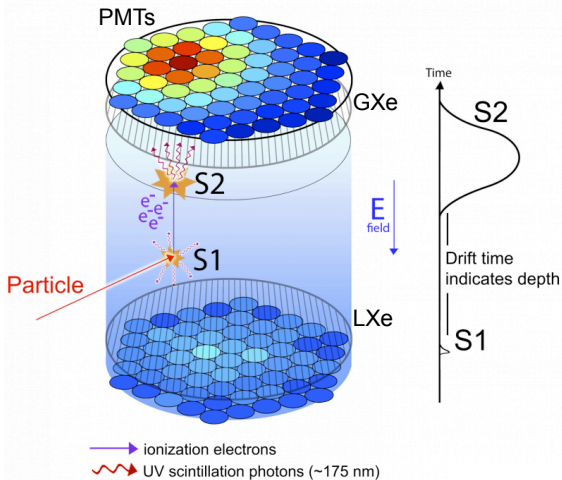 PMTs
GXe
Time
S2
S2
e-
e-e-
e-e-
E
field
S1
Drift time
indicates depth
Particle
LXe
S1
ionization electrons
UV scintillation photons (~175 nm)